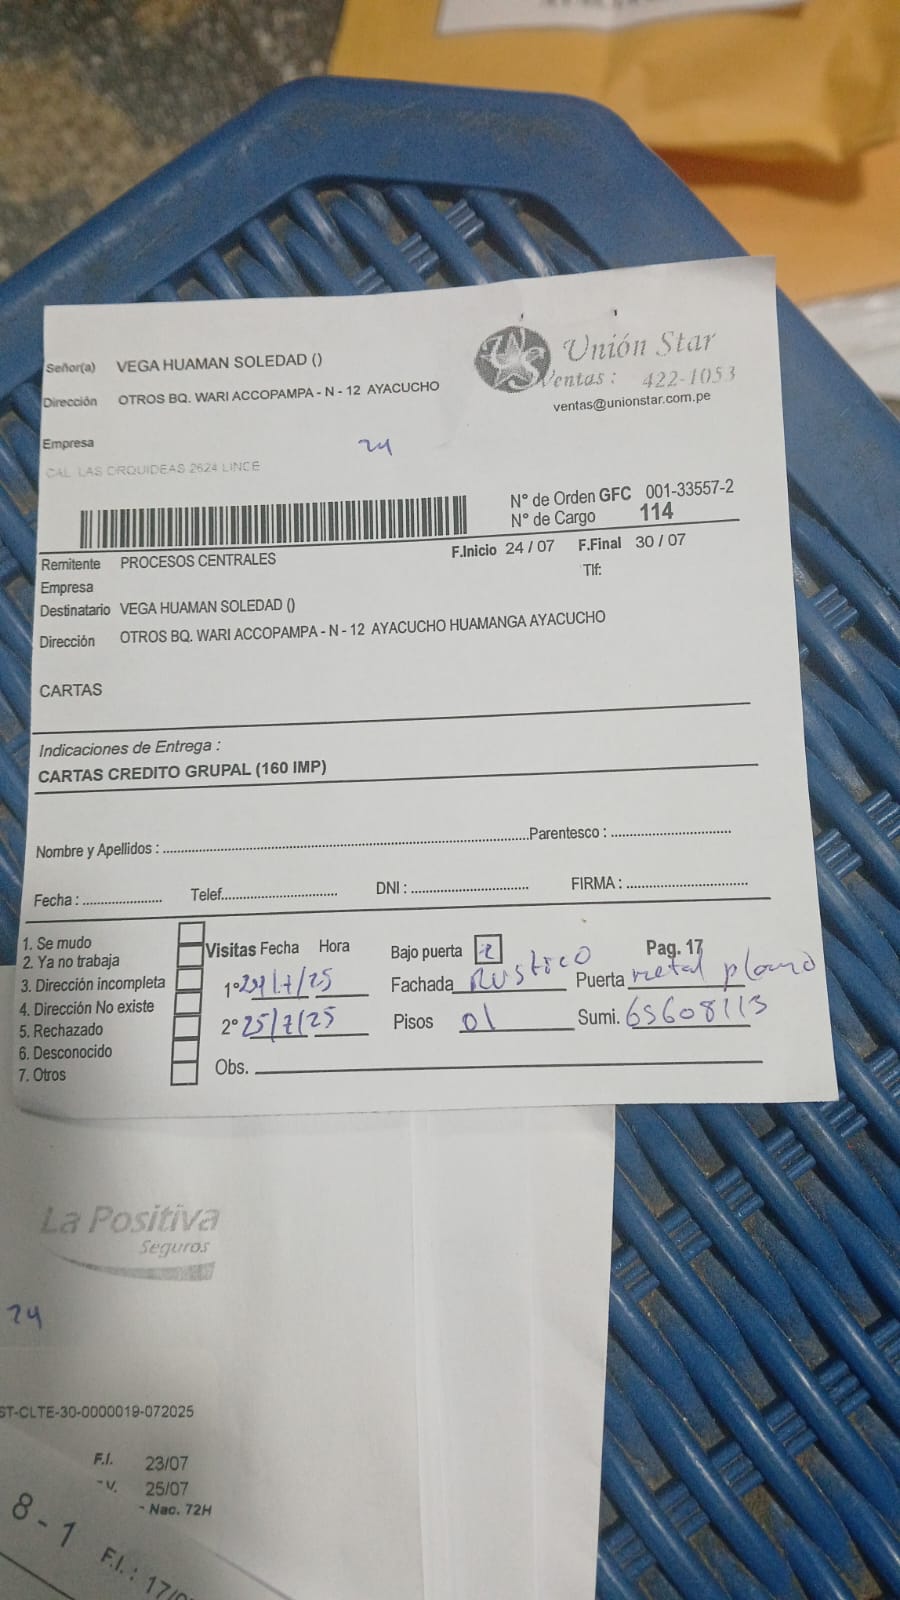 Señor(a) VEGA HUAMAN SOLEDAD ()
Dirección OTROS BQ. WARI ACCOPAMPA - N - 12 AYACUCHO
Unión Star
Ventas : 422-1053
ventas@unionstar.com.pe
Empresa
24
CAL. LAS ORQUIDEAS 2624 LINCE
N° de Orden GFC 001-33557-2
N° de Cargo 114
Remitente PROCESOS CENTRALES
F.Inicio 24 / 07 F.Final 30 / 07
Empresa
Tlf:
Destinatario VEGA HUAMAN SOLEDAD ()
Dirección OTROS BQ. WARI ACCOPAMPA - N - 12 AYACUCHO HUAMANGA AYACUCHO
CARTAS
Indicaciones de Entrega :
CARTAS CREDITO GRUPAL (160 IMP)
Nombre y Apellidos : Parentesco :
Fecha : Telef. DNI : FIRMA :
1. Se mudo
2. Ya no trabaja
3. Dirección incompleta
4. Dirección No existe
5. Rechazado
6. Desconocido
7. Otros
Visitas Fecha Hora
1° 24/7/25
2° 25/7/25
Obs.
Bajo puerta
Pag. 17
Fachada Rustico Puerta metal plomo
Pisos 01 Sumi. 65608113
La Positiva
Seguros
24
ST-CLTE-30-0000019-072025
F.I. 23/07
V. 25/07
- Nac. 72H
8 - 1
F.I. : 17/0